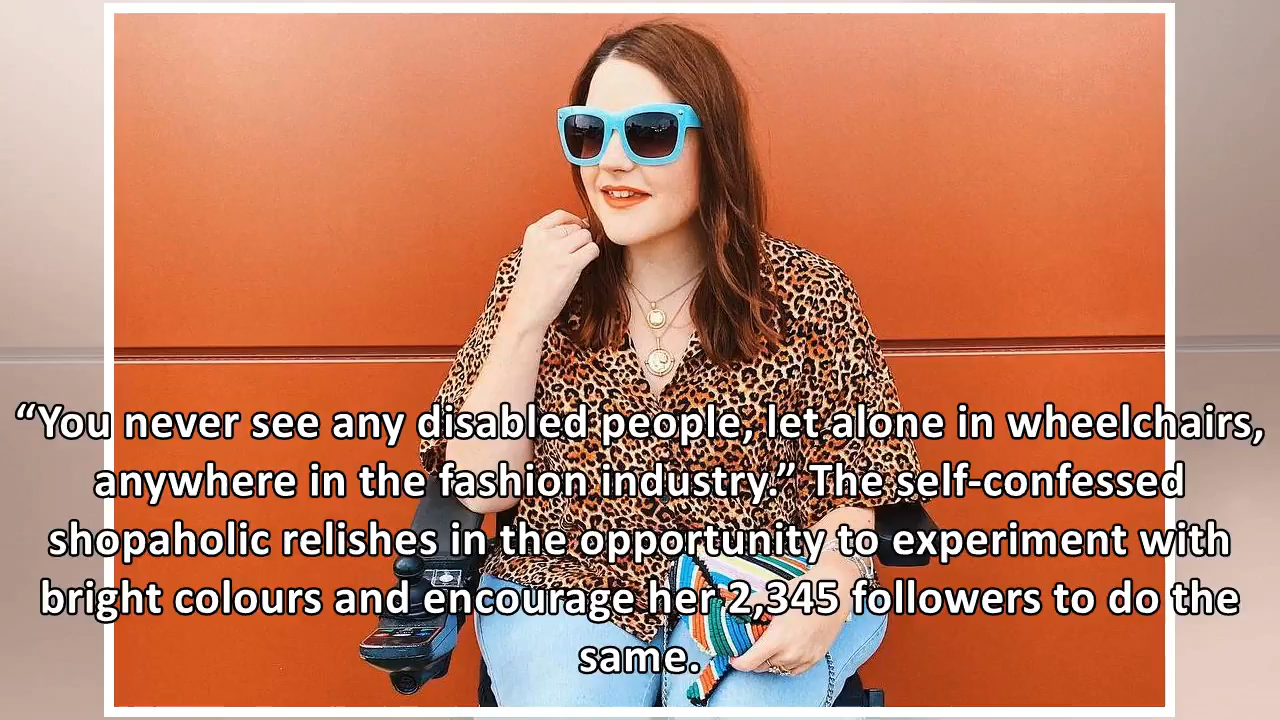 “You never see any disabled people, let alone in wheelchairs,
anywhere in the fashion industry.” The self-confessed
shopaholic relishes in the opportunity to experiment with
bright colours and encourage her 2,345 followers to do the
same.